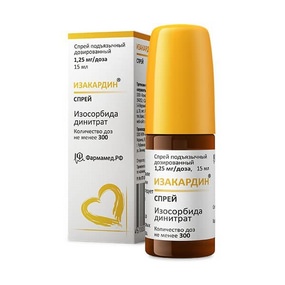 Спрей подъязычный
дозированный
1,25 мг/доза
15 мл
ИЗАКАРДИН®
СПРЕЙ
Изосорбида
динитрат
Количество доз
не менее 300
Фармамед.РФ
Спрей подъязычный
дозированный
1,25 мг/доза, 15 мл
ИЗАКАРДИН®
СПРЕЙ
Изосорбида
динитрат
Количество доз
не менее 300